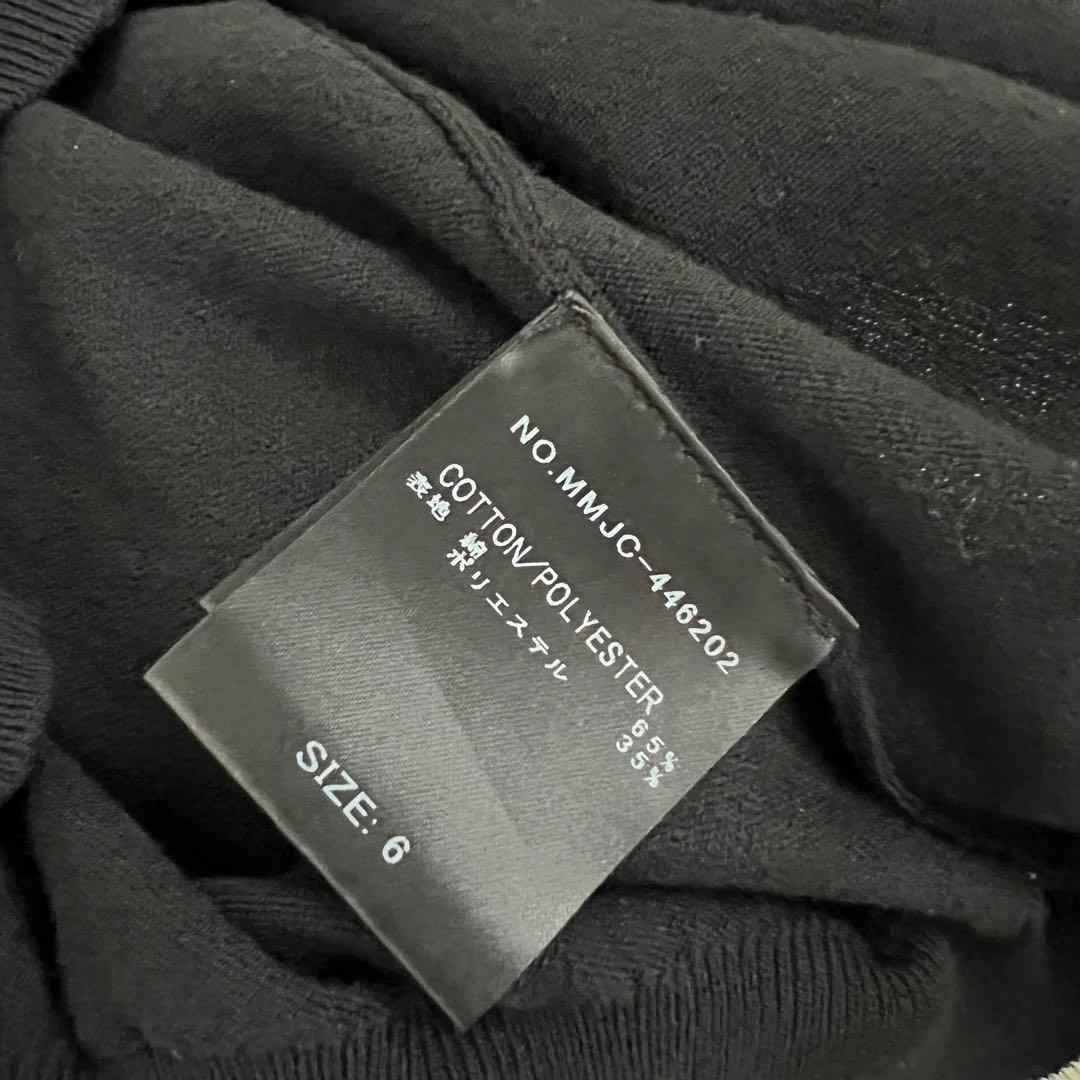 NO.MMJC-446202
COTTON/POLYESTER
表地 綿 65%
ポリエステル 35%
SIZE: 6